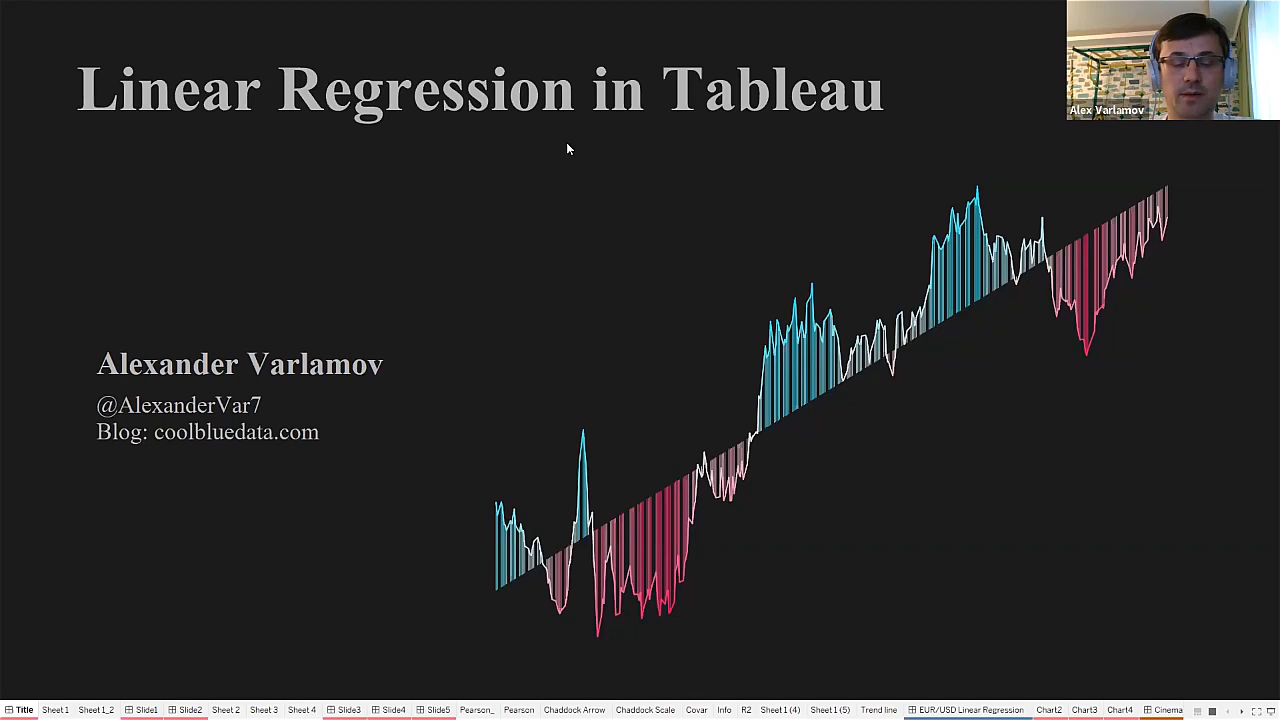 Linear Regression in Tableau
Alex Varlamov
Alexander Varlamov
@AlexanderVar7
Blog: coolbluedata.com
Title Sheet 1 Sheet 1_2 Slide1 Slide2 Sheet 2 Sheet 3 Sheet 4 Slide3 Slide4 Slide5 Pearson_ Pearson Chaddock Arrow Chaddock Scale Covar Info R2 Sheet 1 (4) Sheet 1 (5) Trend line EUR/USD Linear Regression Chart2 Chart3 Chart4 Cinema